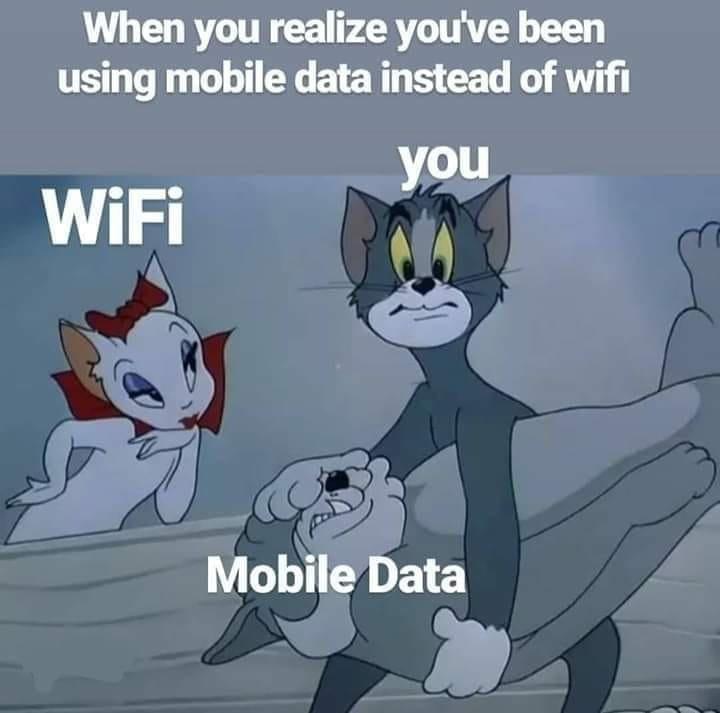 When you realize you've been
using mobile data instead of wifi
you
WiFi
Mobile Data